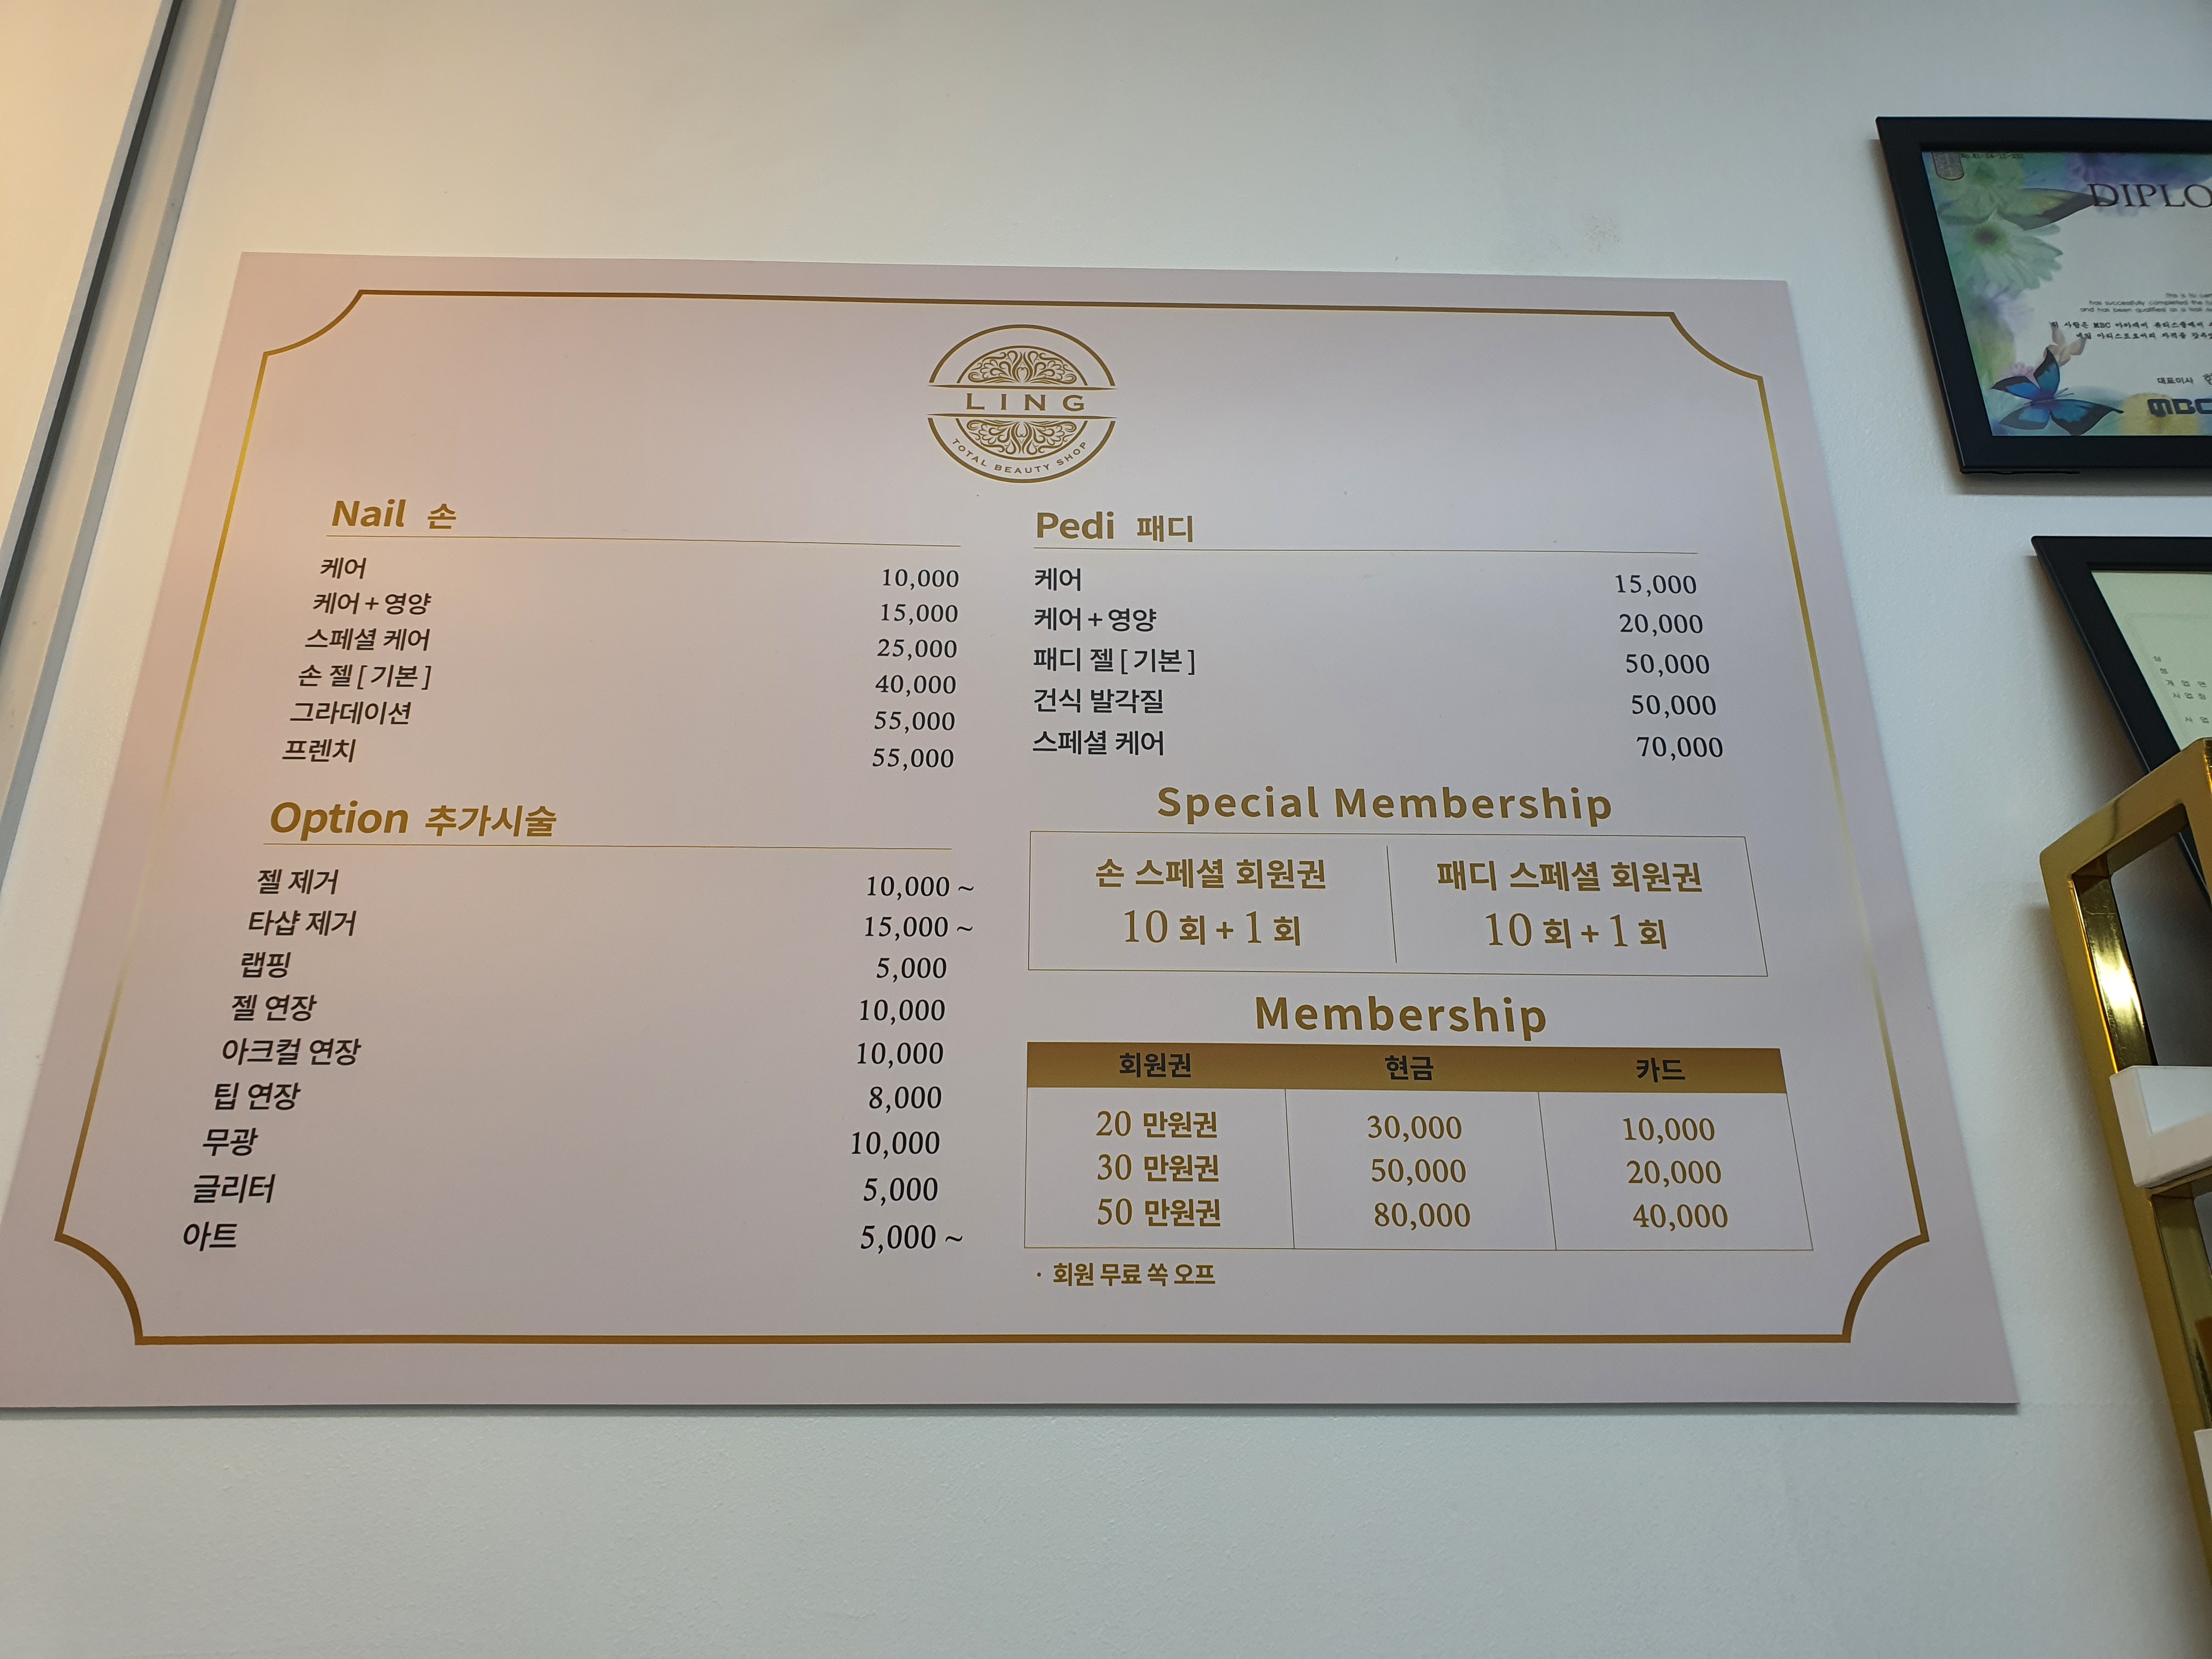 LING
TOTAL BEAUTY SHOP
Nail 손
케어 10,000
케어+영양 15,000
스페셜 케어 25,000
손 젤[기본] 40,000
그라데이션 55,000
프렌치 55,000
Option 추가시술
젤 제거 10,000~
타샵 제거 15,000~
랩핑 5,000
젤 연장 10,000
아크컬 연장 10,000
팁 연장 8,000
무광 10,000
글리터 5,000
아트 5,000~
Pedi 패디
케어 15,000
케어+영양 20,000
패디 젤[기본] 50,000
건식 발각질 50,000
스페셜 케어 70,000
Special Membership
손 스페셜 회원권 패디 스페셜 회원권
10 회+1 회 10 회+1 회
Membership
회원권 현금 카드
20 만원권 30,000 10,000
30 만원권 50,000 20,000
50 만원권 80,000 40,000
· 회원 무료 쏙 오프
DIPLO
대표이사
MBC